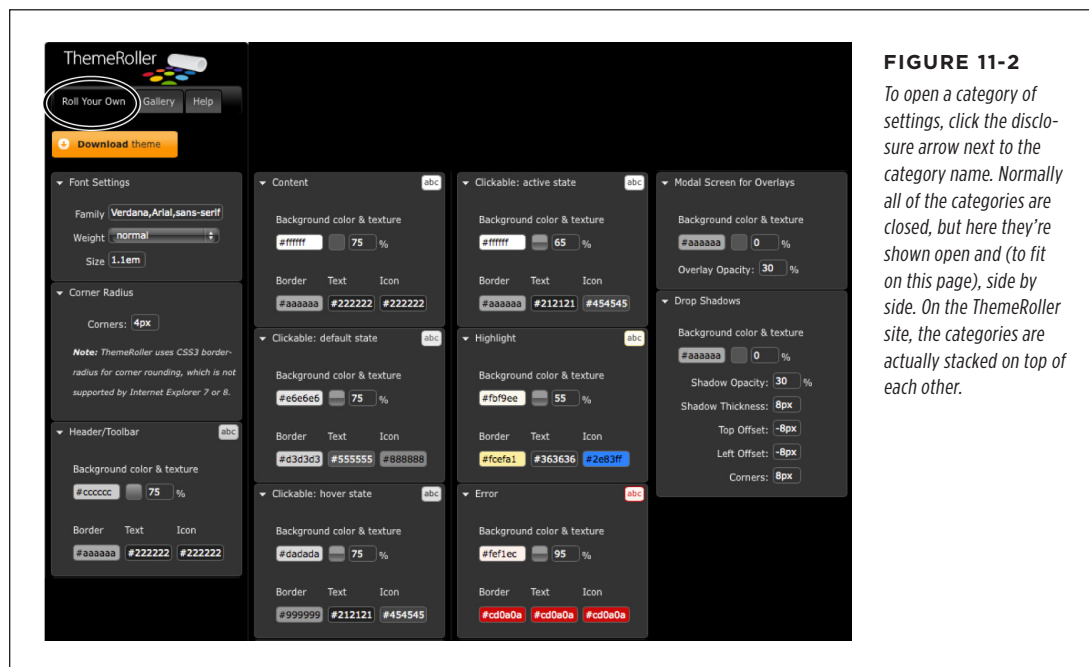 ThemeRoller
Roll Your Own
Gallery
Help
Download theme
Font Settings
Family Verdana,Arial,sans-serif
Weight normal
Size 1.1em
Corner Radius
Corners: 4px
Note: ThemeRoller uses CSS3 border-
radius for corner rounding, which is not
supported by Internet Explorer 7 or 8.
Header/Toolbar abc
Background color & texture
#cccccc 75 %
Border Text Icon
#aaaaaa #222222 #222222
Content abc
Background color & texture
#ffffff 75 %
Border Text Icon
#aaaaaa #222222 #222222
Clickable: default state abc
Background color & texture
#e6e6e6 75 %
Border Text Icon
#d3d3d3 #555555 #888888
Clickable: hover state abc
Background color & texture
#dadada 75 %
Border Text Icon
#999999 #212121 #454545
Clickable: active state abc
Background color & texture
#ffffff 65 %
Border Text Icon
#aaaaaa #212121 #454545
Highlight abc
Background color & texture
#fbf9ee 55 %
Border Text Icon
#fcefa1 #363636 #2e83ff
Error abc
Background color & texture
#fef1ec 95 %
Border Text Icon
#cd0a0a #cd0a0a #cd0a0a
Modal Screen for Overlays
Background color & texture
#aaaaaa 0 %
Overlay Opacity: 30 %
Drop Shadows
Background color & texture
#aaaaaa 0 %
Shadow Opacity: 30 %
Shadow Thickness: 8px
Top Offset: -8px
Left Offset: -8px
Corners: 8px
FIGURE 11-2
To open a category of
settings, click the disclo-
sure arrow next to the
category name. Normally
all of the categories are
closed, but here they're
shown open and (to fit
on this page), side by
side. On the ThemeRoller
site, the categories are
actually stacked on top of
each other.